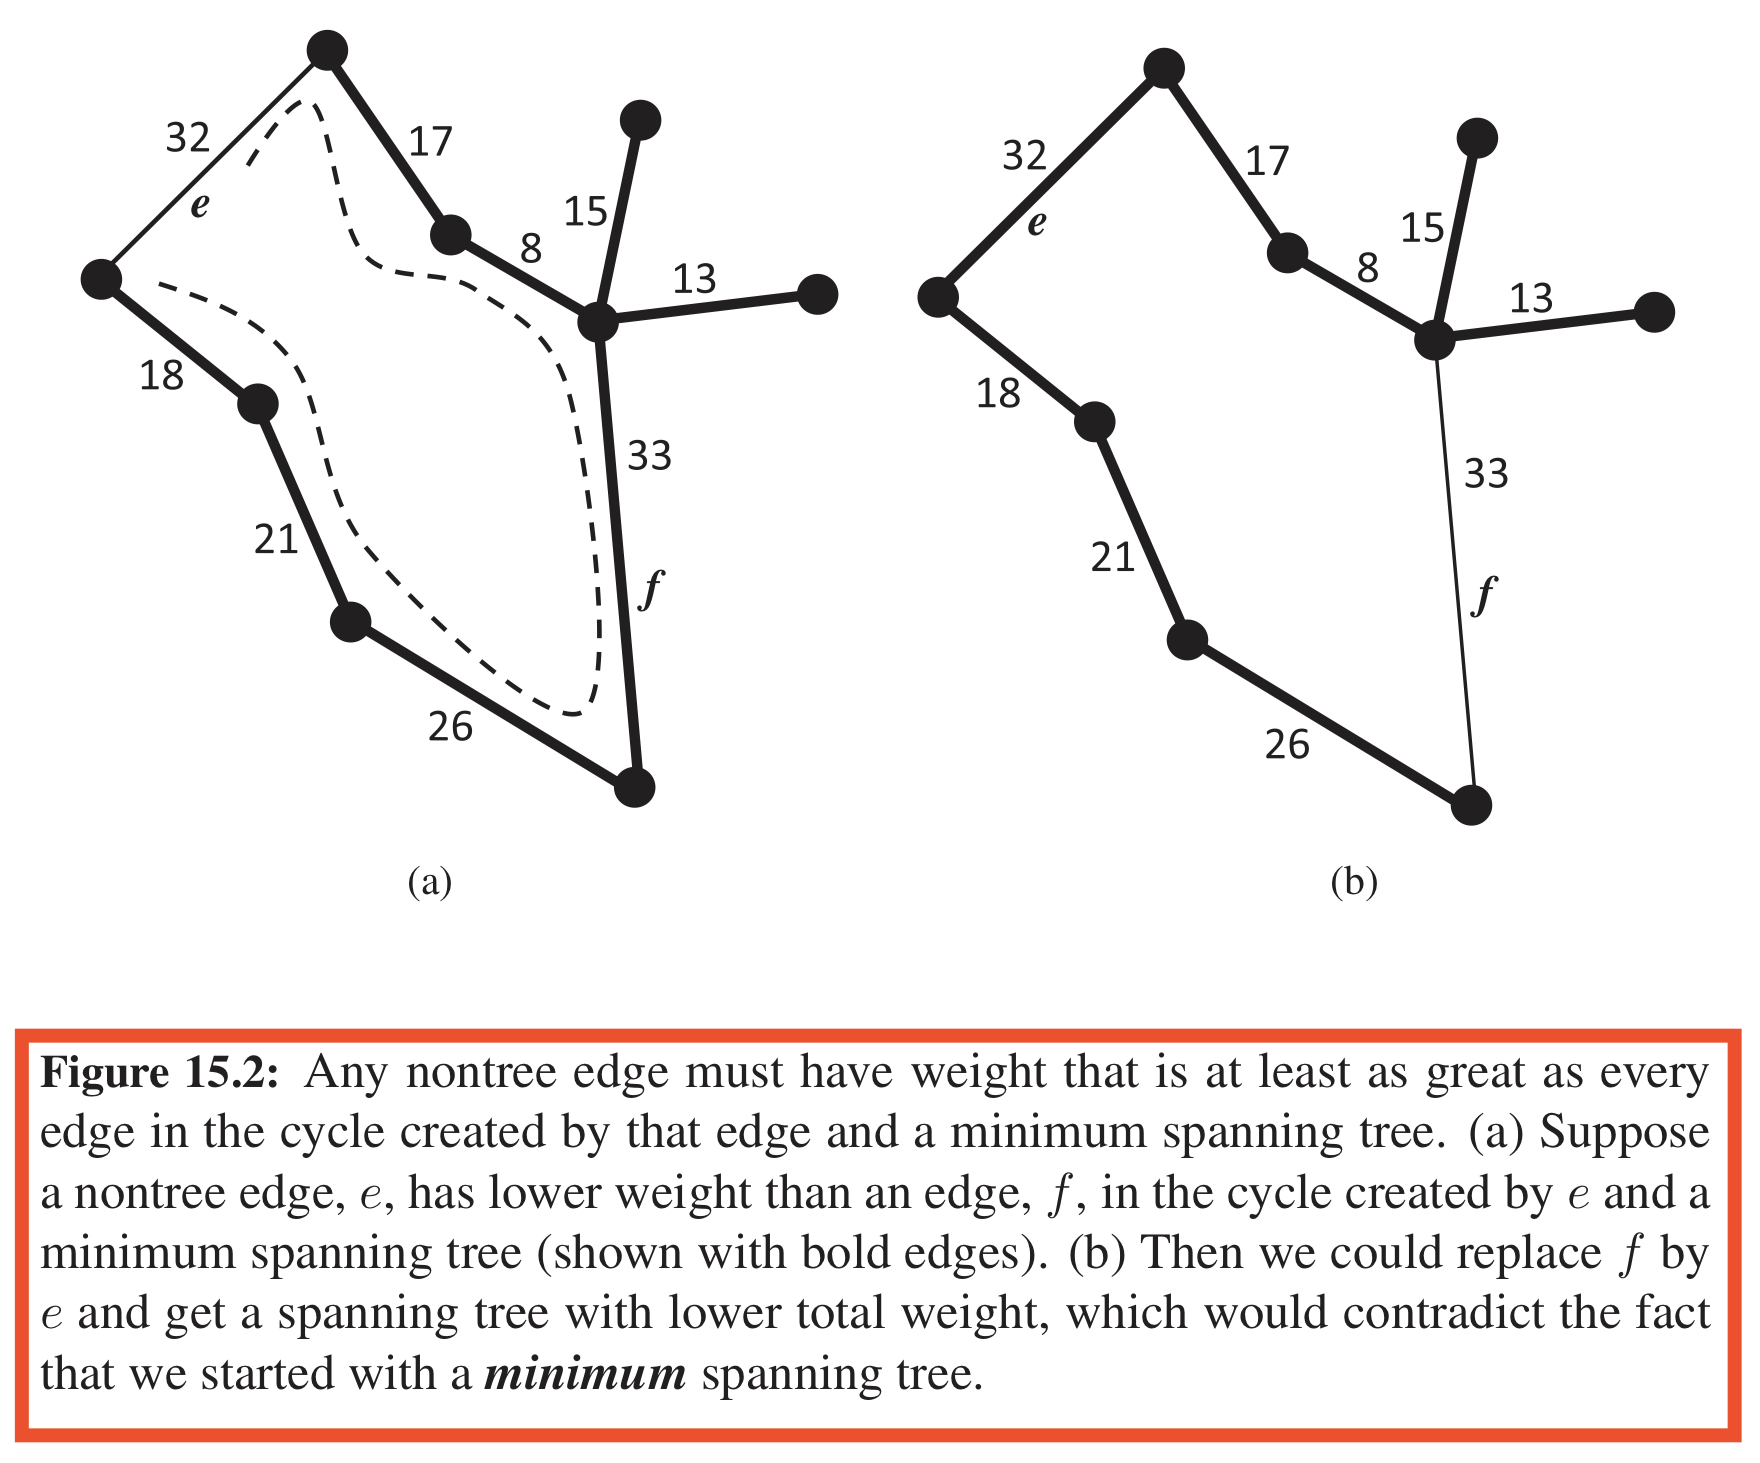 32
17
15
e
8
13
18
33
21
f
26
(a)
32
17
15
e
8
13
18
33
21
f
26
(b)
Figure 15.2: Any nontree edge must have weight that is at least as great as every
edge in the cycle created by that edge and a minimum spanning tree. (a) Suppose
a nontree edge, e, has lower weight than an edge, f, in the cycle created by e and a
minimum spanning tree (shown with bold edges). (b) Then we could replace f by
e and get a spanning tree with lower total weight, which would contradict the fact
that we started with a minimum spanning tree.